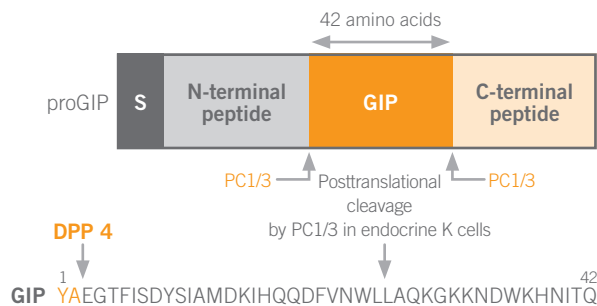 42 amino acids
proGIP S N-terminal peptide GIP C-terminal peptide
PC1/3 Posttranslational PC1/3
cleavage
by PC1/3 in endocrine K cells
DPP 4
1 42
GIP YAEGTFISDYSIAMDKIHQQDFVNWLLAQKGKKNDWKHNITQ